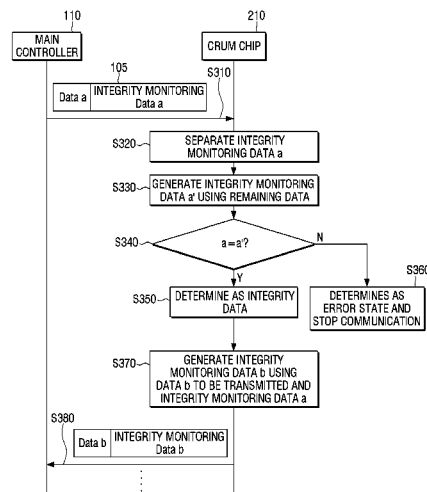 110
210
MAIN
CONTROLLER
CRUM CHIP
105
S310
Data a
INTEGRITY MONITORING
Data a
S320
SEPARATE INTEGRITY
MONITORING DATA a
S330
GENERATE INTEGRITY MONITORING
DATA a' USING REMAINING DATA
S340
a=a'?
N
Y
S350
DETERMINE AS INTEGRITY
DATA
S360
DETERMINES AS
ERROR STATE AND
STOP COMMUNICATION
S370
GENERATE INTEGRITY
MONITORING DATA b USING
DATA b TO BE TRANSMITTED AND
INTEGRITY MONITORING DATA a
S380
Data b
INTEGRITY MONITORING
Data b